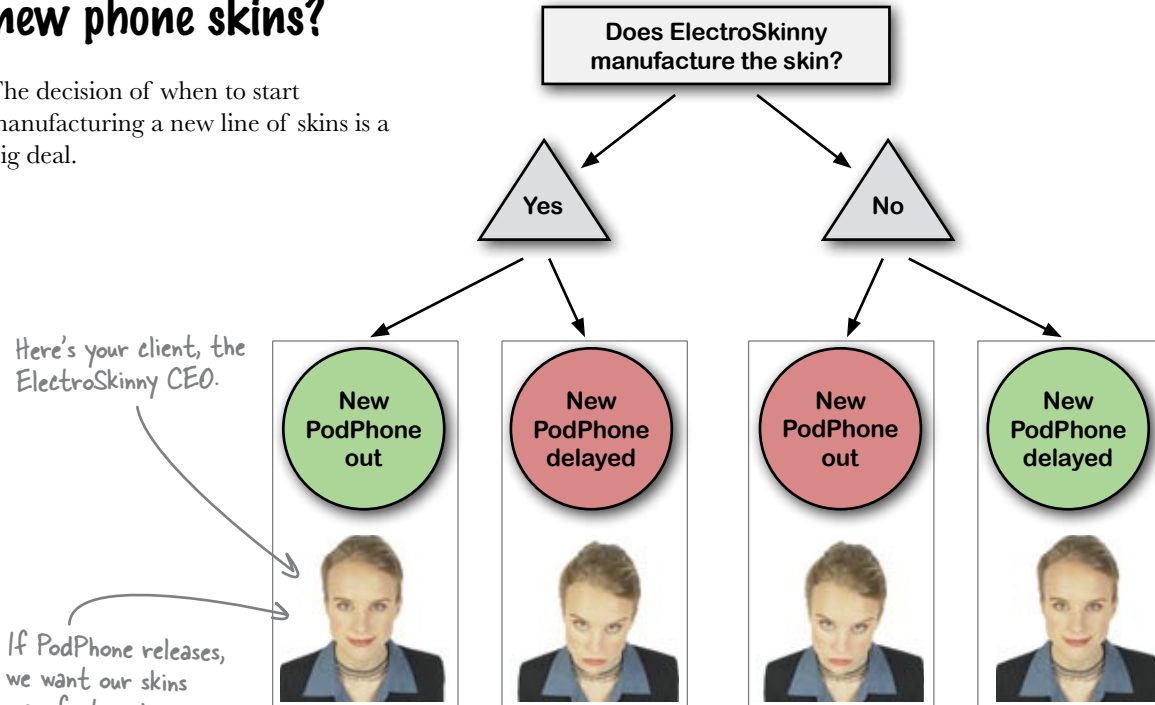 new phone skins?
The decision of when to start
manufacturing a new line of skins is a
big deal.
Does ElectroSkinny
manufacture the skin?
Yes
No
Here's your client, the
ElectroSkinny CEO.
New
PodPhone
out
New
PodPhone
delayed
New
PodPhone
out
New
PodPhone
delayed
If PodPhone releases,
we want our skins